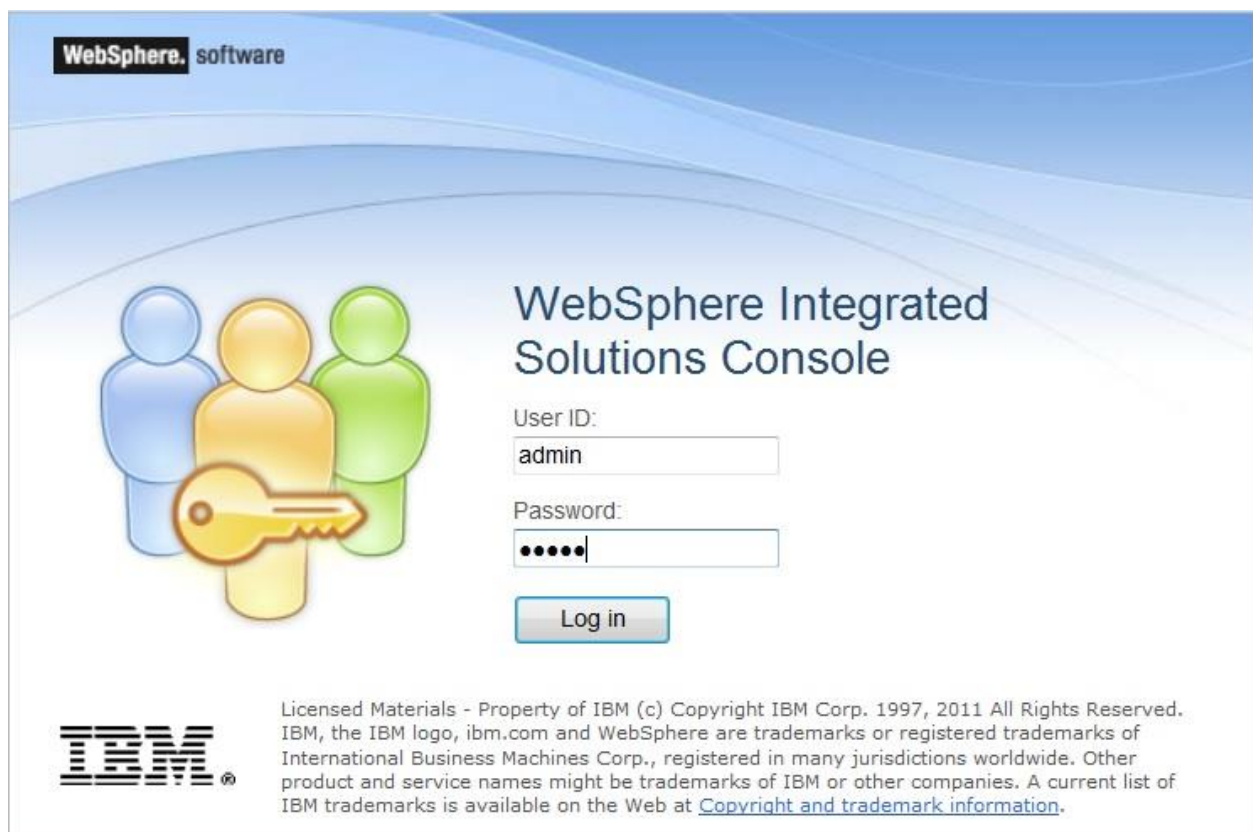 WebSphere. software
WebSphere Integrated
Solutions Console
User ID:
admin
Password:
•••••
Log in
Licensed Materials - Property of IBM (c) Copyright IBM Corp. 1997, 2011 All Rights Reserved.
IBM, the IBM logo, ibm.com and WebSphere are trademarks or registered trademarks of
International Business Machines Corp., registered in many jurisdictions worldwide. Other
product and service names might be trademarks of IBM or other companies. A current list of
IBM trademarks is available on the Web at Copyright and trademark information.
IBM®